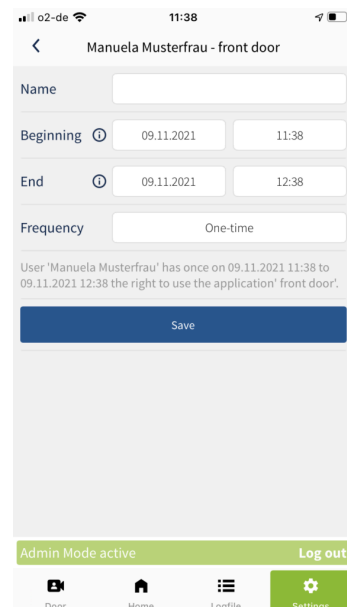 o2-de 11:38
Manuela Musterfrau - front door
Name
Beginning 09.11.2021 11:38
End 09.11.2021 12:38
Frequency One-time
User 'Manuela Musterfrau' has once on 09.11.2021 11:38 to
09.11.2021 12:38 the right to use the application' front door'.
Save
Admin Mode active Log out
Door Home Logfile Settings